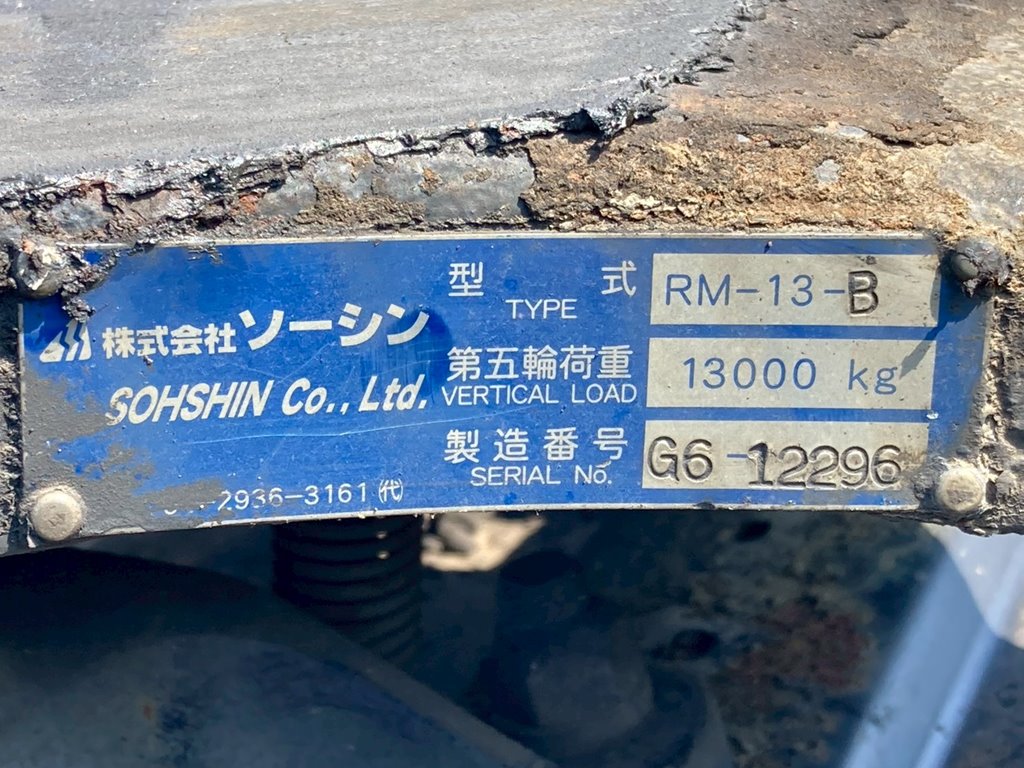 株式会社 ソーシン
SOHSHIN Co., Ltd.
2936-3161 (代)
型 式 RM-13-B
TYPE
第五輪荷重 13000 kg
VERTICAL LOAD
製造番号 G6-12296
SERIAL No.